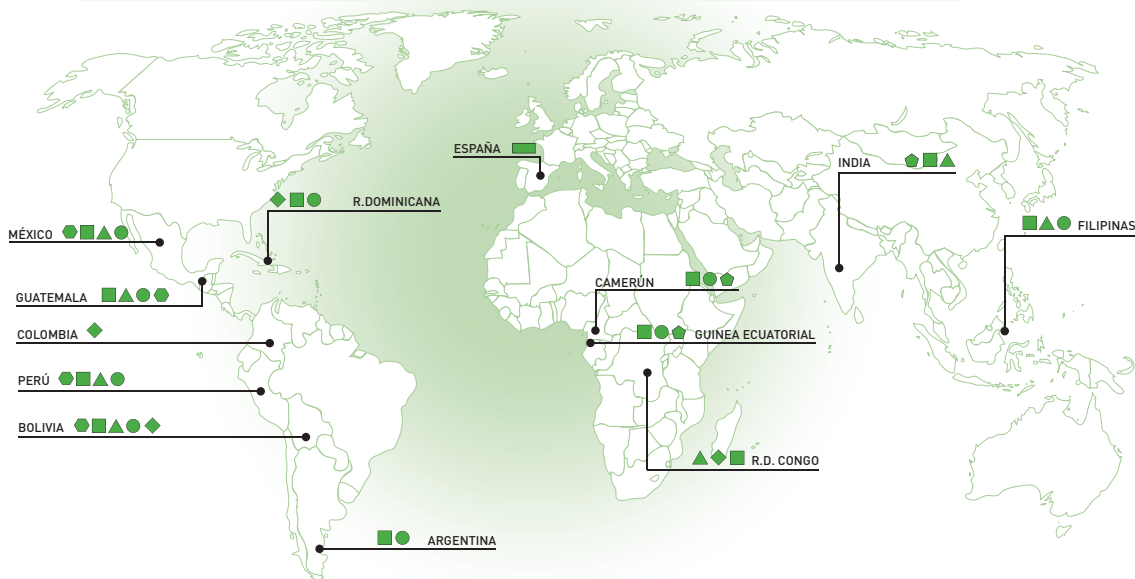 ESPAÑA
INDIA
R.DOMINICANA
MÉXICO
FILIPINAS
CAMERÚN
GUATEMALA
COLOMBIA
GUINEA ECUATORIAL
PERÚ
BOLIVIA
R.D. CONGO
ARGENTINA